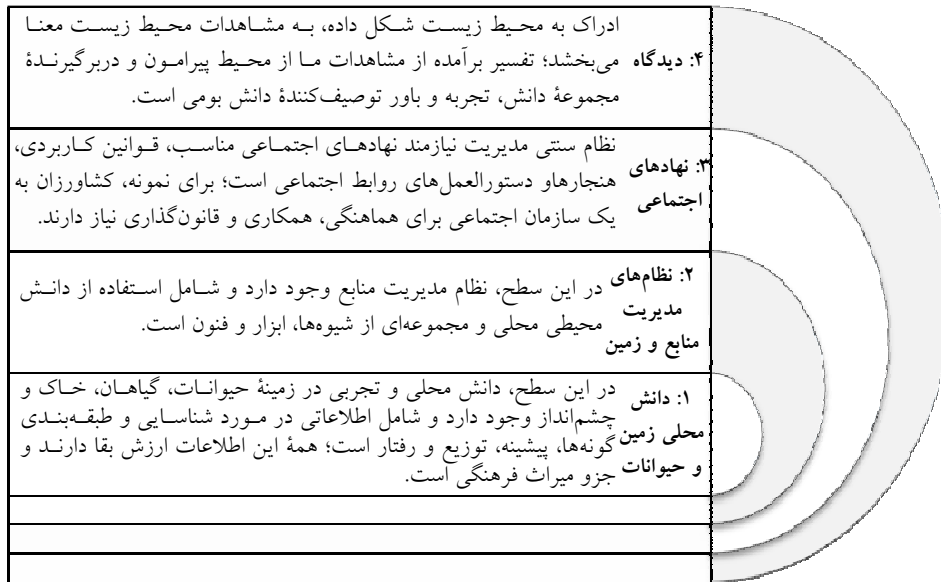 ادراک به محیط زیست شکل داده، به مشاهدات محیط زیست معنا
۴: دیدگاه می‌بخشد؛ تفسیر برآمده از مشاهدات ما از محیط پیرامون و دربرگیرندۀ
مجموعۀ دانش، تجربه و باور توصیف‌کنندۀ دانش بومی است.
نظام سنتی مدیریت نیازمند نهادهای اجتماعی مناسب، قوانین کاربردی،
۳: نهادهای هنجارهاو دستورالعمل‌های روابط اجتماعی است؛ برای نمونه، کشاورزان به
اجتماعی یک سازمان اجتماعی برای هماهنگی، همکاری و قانون‌گذاری نیاز دارند.
۲: نظام‌های در این سطح، نظام مدیریت منابع وجود دارد و شامل استفاده از دانش
مدیریت محیطی محلی و مجموعه‌ای از شیوه‌ها، ابزار و فنون است.
منابع و زمین
۱: دانش در این سطح، دانش محلی و تجربی در زمینۀ حیوانات، گیاهان، خاک و
چشم‌انداز وجود دارد و شامل اطلاعاتی در مورد شناسایی و طبقه‌بندی
محلی زمین گونه‌ها، پیشینه، توزیع و رفتار است؛ همۀ این اطلاعات ارزش بقا دارند و
و حیوانات جزو میراث فرهنگی است.